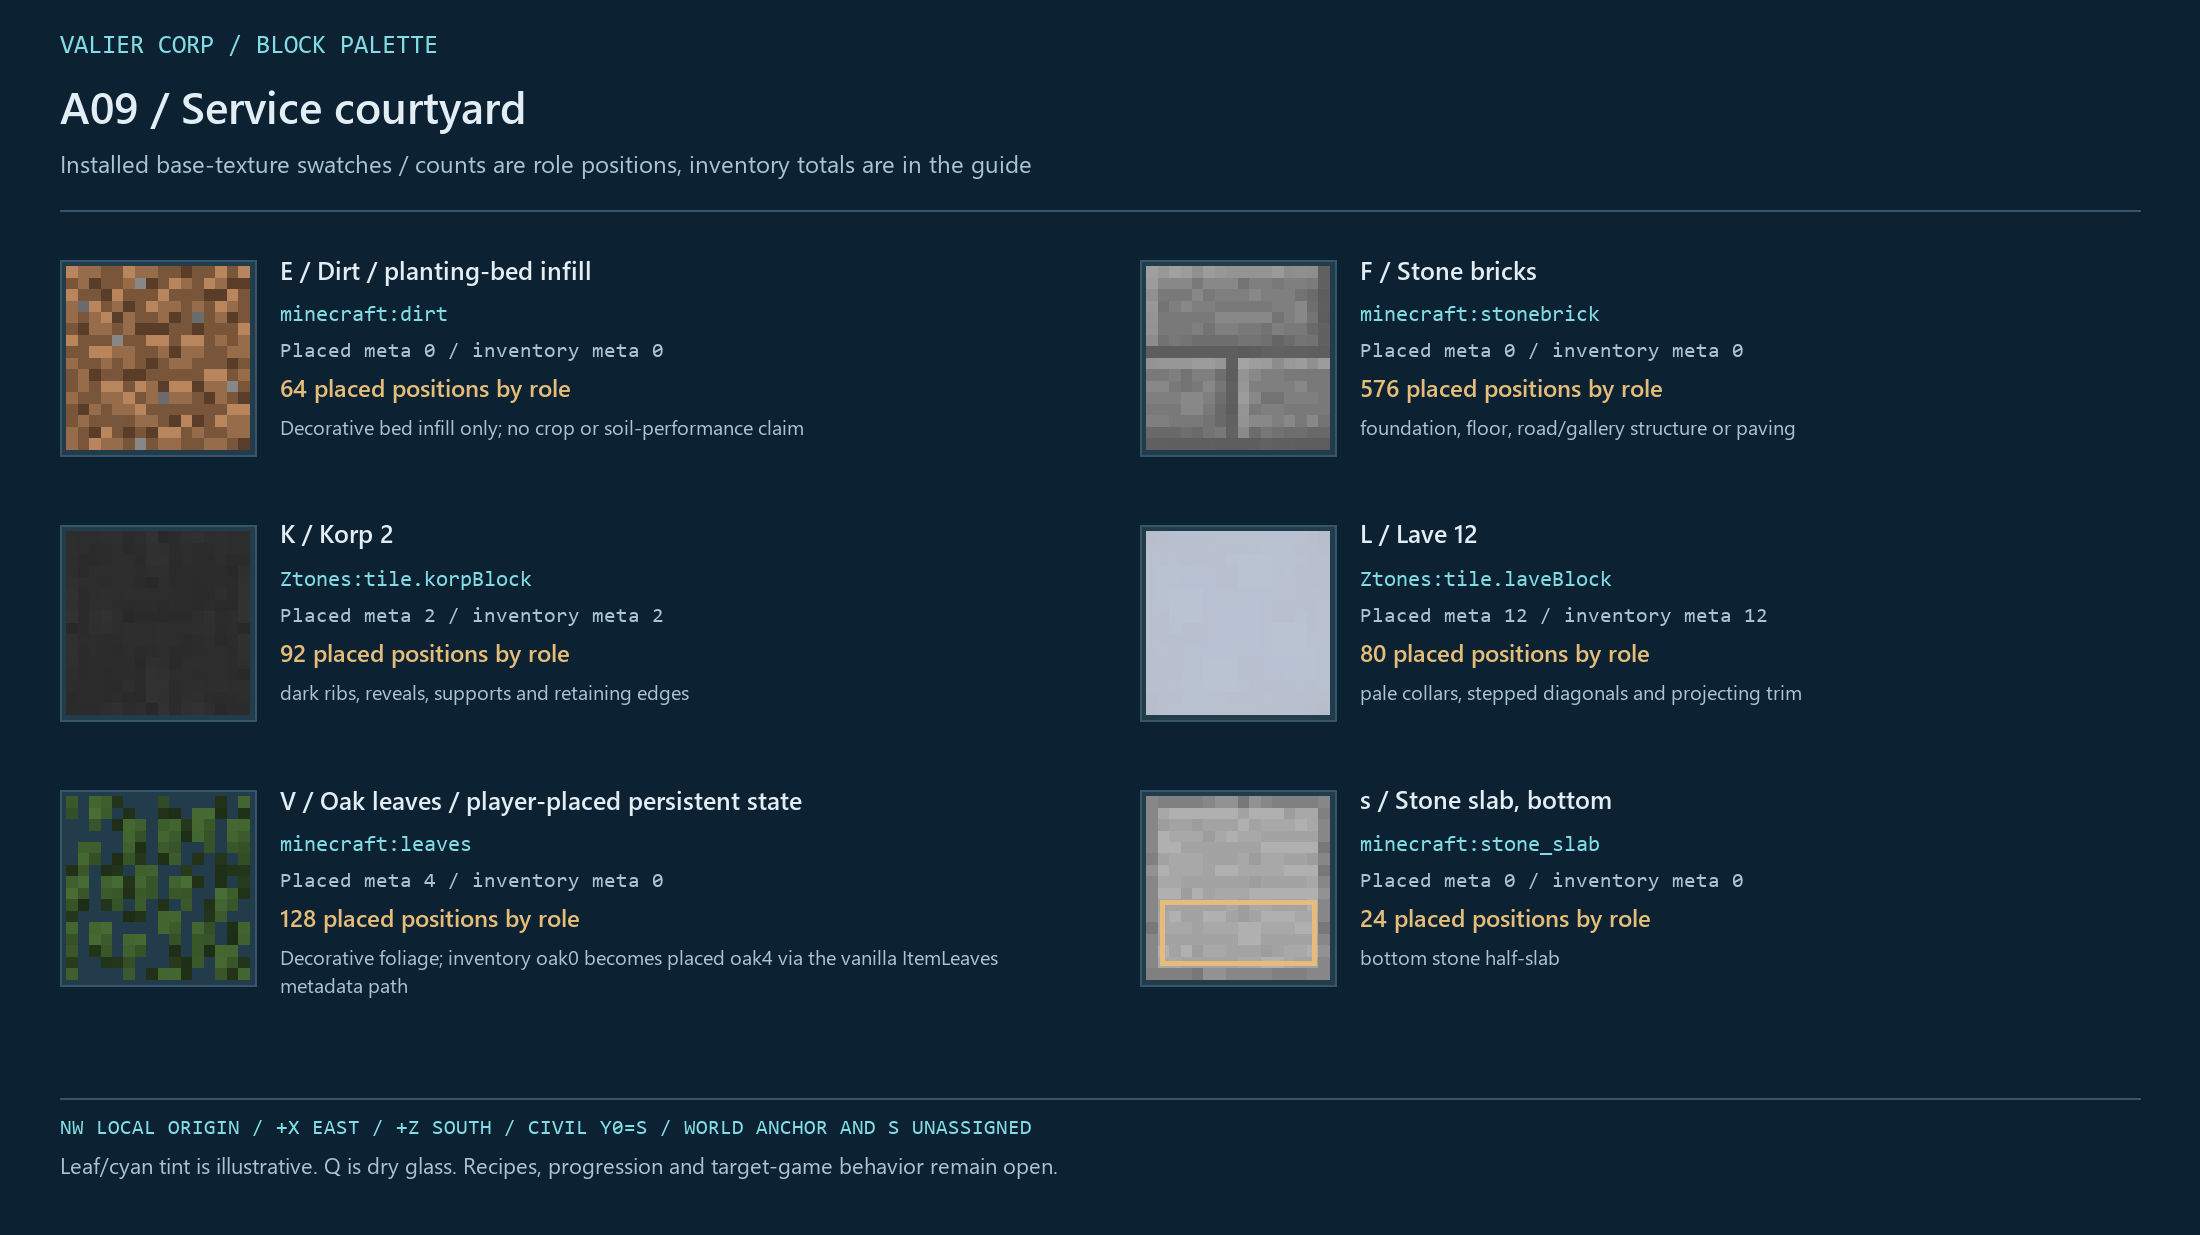 VALIER CORP / BLOCK PALETTE
A09 / Service courtyard
Installed base-texture swatches / counts are role positions, inventory totals are in the guide
E / Dirt / planting-bed infill
minecraft:dirt
Placed meta 0 / inventory meta 0
64 placed positions by role
Decorative bed infill only; no crop or soil-performance claim
F / Stone bricks
minecraft:stonebrick
Placed meta 0 / inventory meta 0
576 placed positions by role
foundation, floor, road/gallery structure or paving
K / Korp 2
Ztones:tile.korpBlock
Placed meta 2 / inventory meta 2
92 placed positions by role
dark ribs, reveals, supports and retaining edges
L / Lave 12
Ztones:tile.laveBlock
Placed meta 12 / inventory meta 12
80 placed positions by role
pale collars, stepped diagonals and projecting trim
V / Oak leaves / player-placed persistent state
minecraft:leaves
Placed meta 4 / inventory meta 0
128 placed positions by role
Decorative foliage; inventory oak0 becomes placed oak4 via the vanilla ItemLeaves
metadata path
s / Stone slab, bottom
minecraft:stone_slab
Placed meta 0 / inventory meta 0
24 placed positions by role
bottom stone half-slab
NW LOCAL ORIGIN / +X EAST / +Z SOUTH / CIVIL Y0=S / WORLD ANCHOR AND S UNASSIGNED
Leaf/cyan tint is illustrative. Q is dry glass. Recipes, progression and target-game behavior remain open.